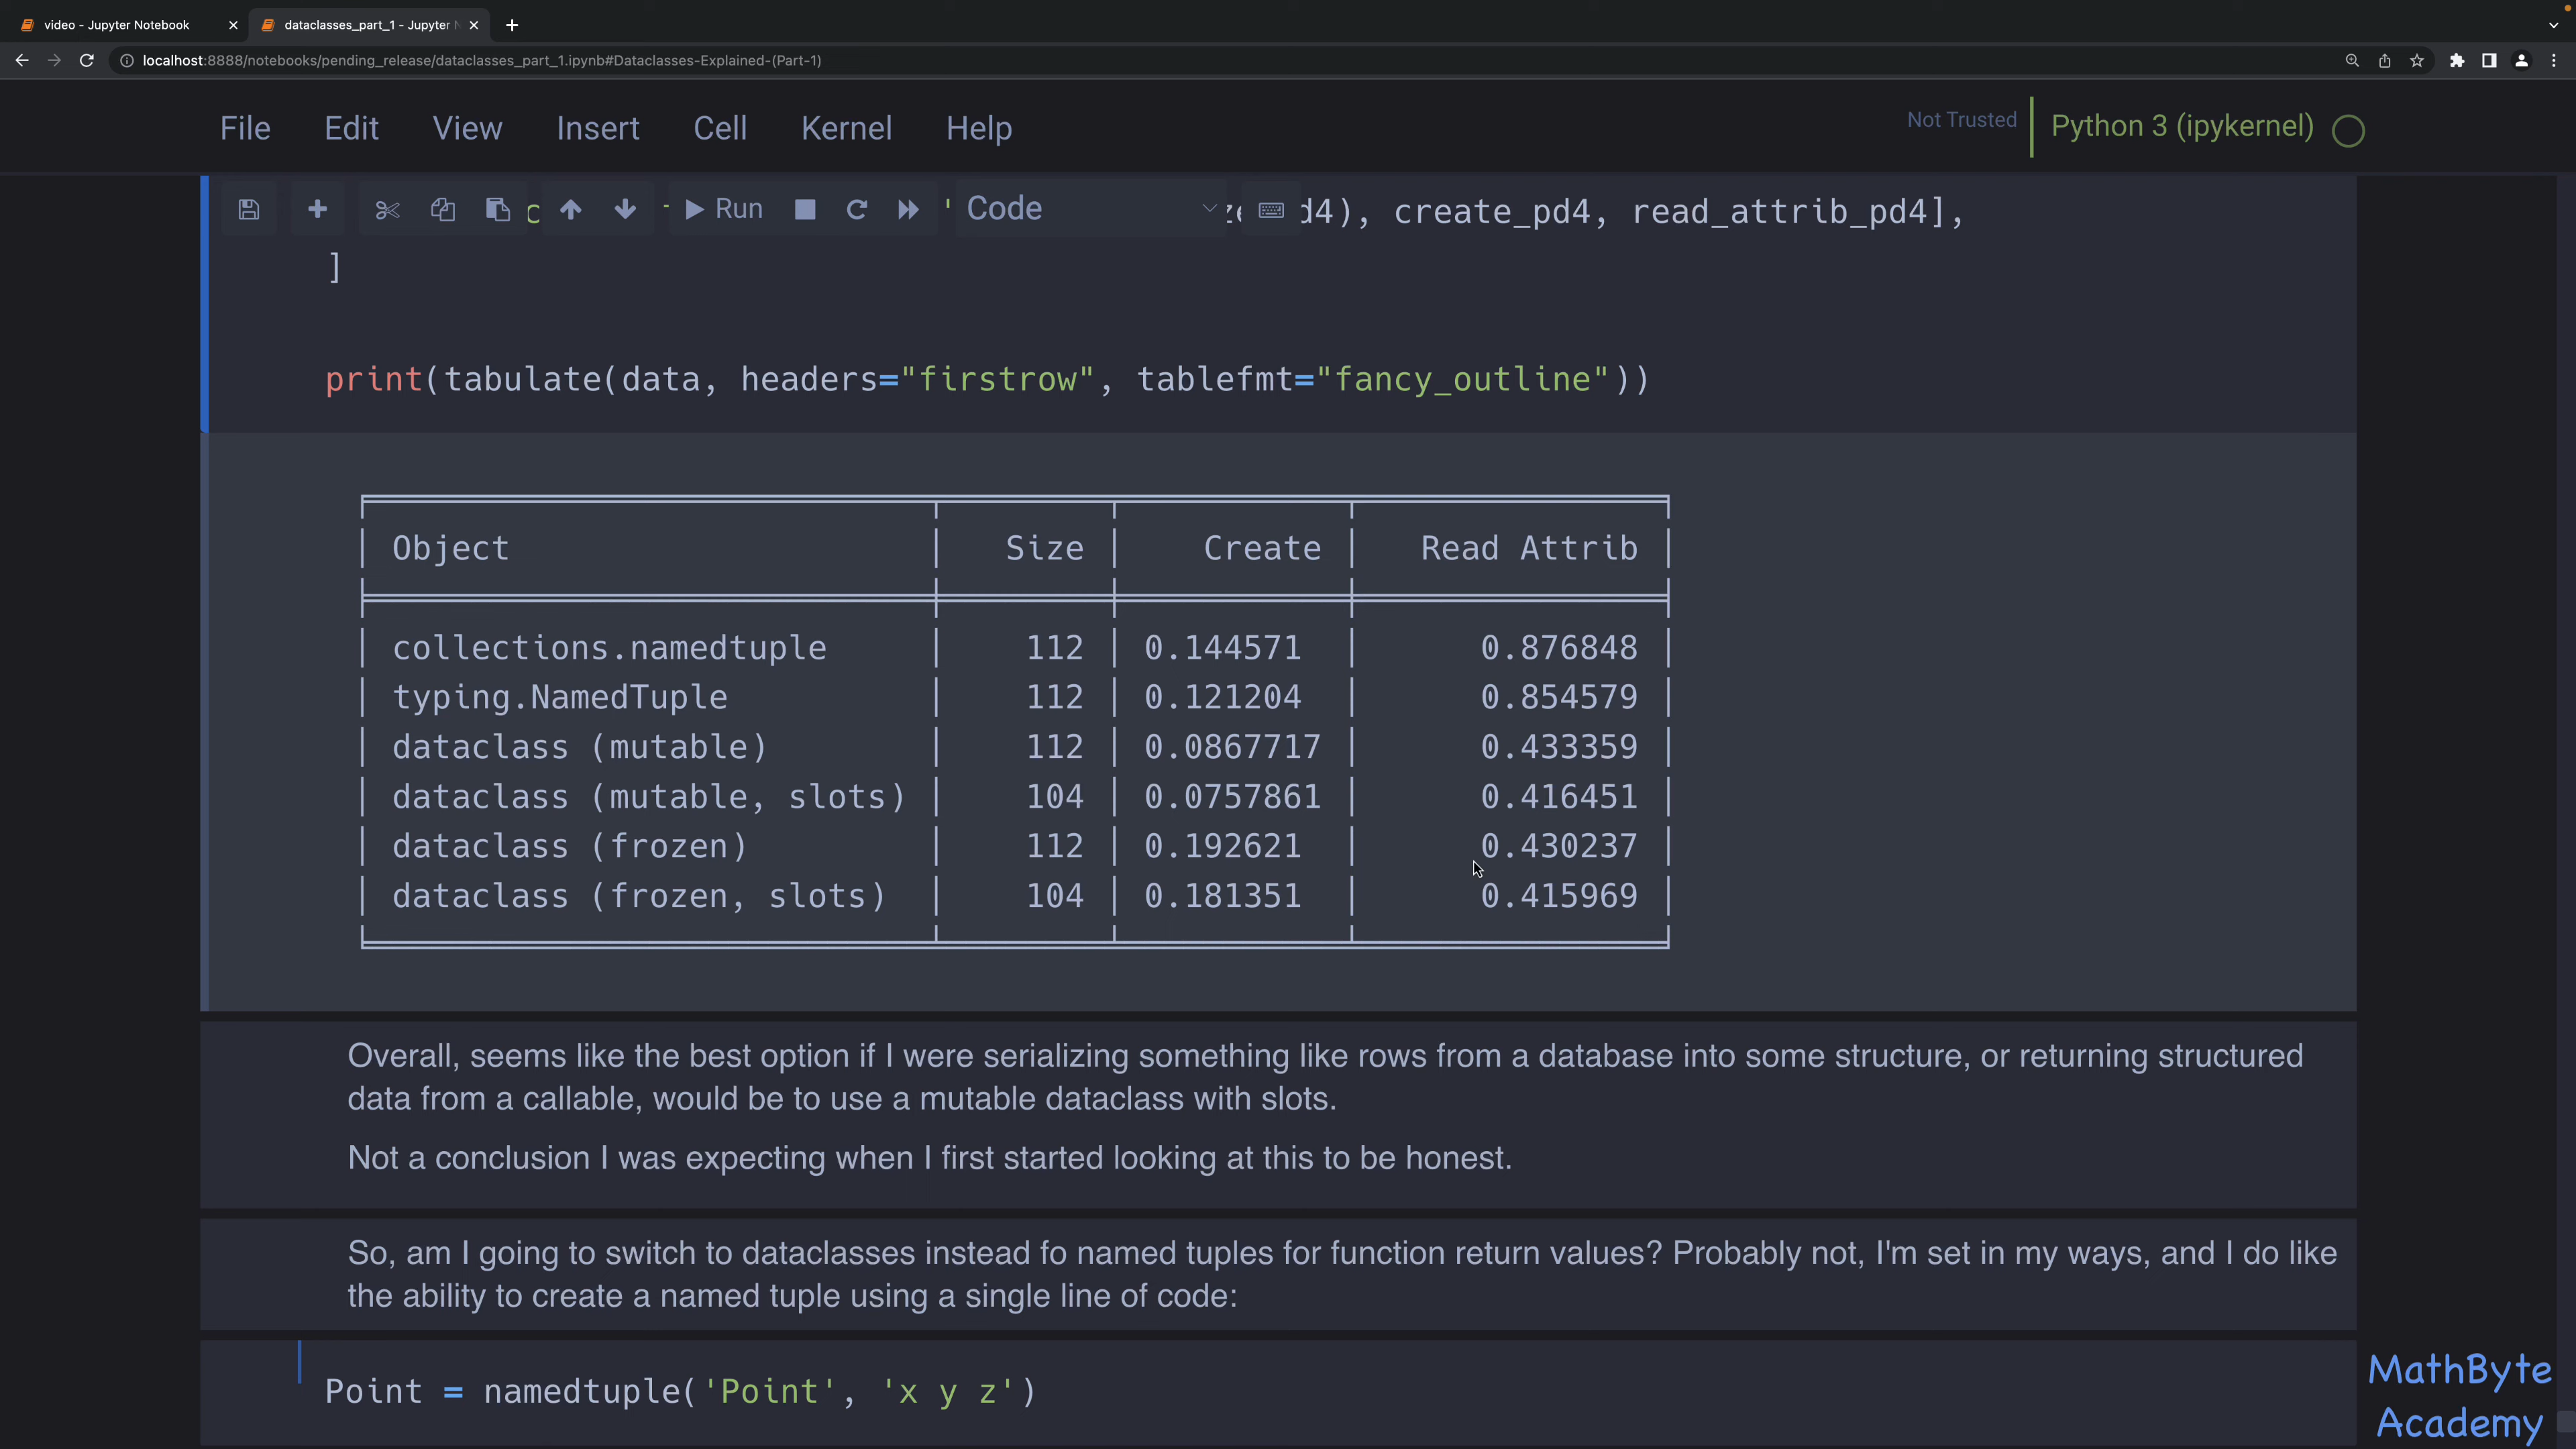 video - Jupyter Notebook
dataclasses_part_1 - Jupyter N
localhost:8888/notebooks/pending_release/dataclasses_part_1.ipynb#Dataclasses-Explained-(Part-1)
File Edit View Insert Cell Kernel Help
Not Trusted
Python 3 (ipykernel)
Run
Code
d4), create_pd4, read_attrib_pd4],
]
print(tabulate(data, headers="firstrow", tablefmt="fancy_outline"))
Object Size Create Read Attrib
collections.namedtuple 112 0.144571 0.876848
typing.NamedTuple 112 0.121204 0.854579
dataclass (mutable) 112 0.0867717 0.433359
dataclass (mutable, slots) 104 0.0757861 0.416451
dataclass (frozen) 112 0.192621 0.430237
dataclass (frozen, slots) 104 0.181351 0.415969
Overall, seems like the best option if I were serializing something like rows from a database into some structure, or returning structured
data from a callable, would be to use a mutable dataclass with slots.
Not a conclusion I was expecting when I first started looking at this to be honest.
So, am I going to switch to dataclasses instead fo named tuples for function return values? Probably not, I'm set in my ways, and I do like
the ability to create a named tuple using a single line of code:
Point = namedtuple('Point', 'x y z')
MathByte
Academy